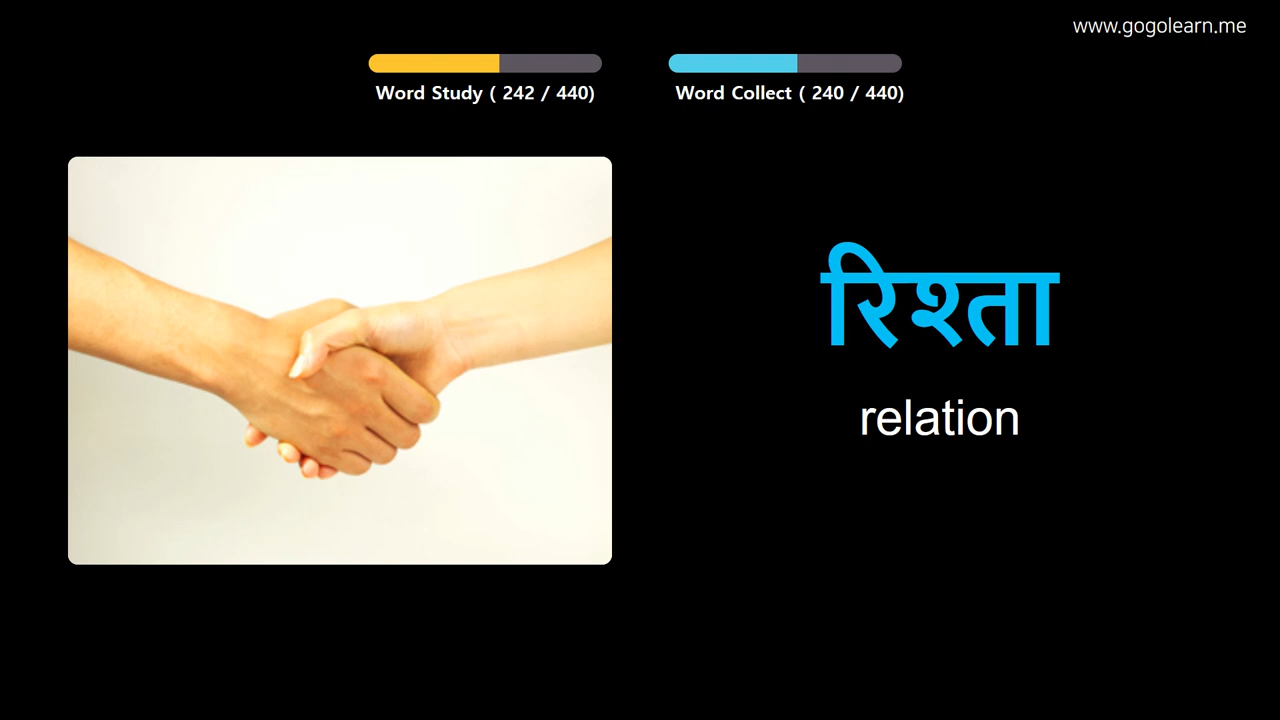 www.gogolearn.me
Word Study ( 242 / 440)
Word Collect ( 240 / 440)
रिश्ता
relation